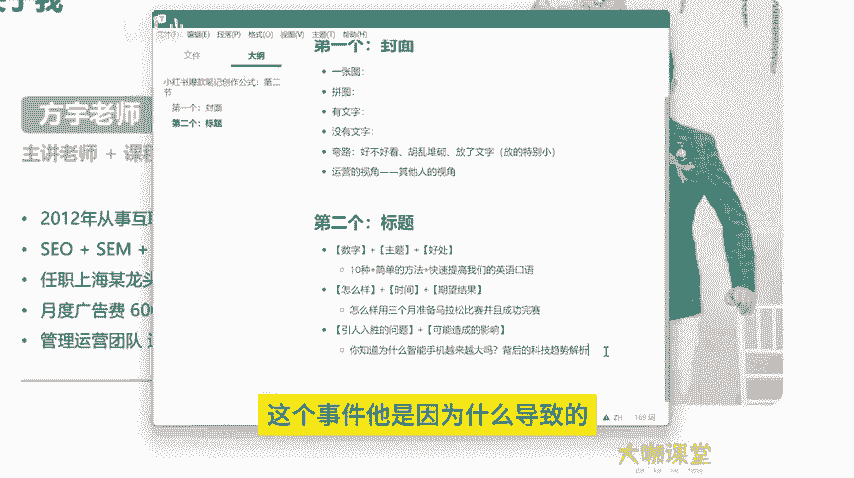 于我
方宇老师
主讲老师 + 课程
2012年从事互联
SEO + SEM +
任职上海某龙头
月度广告费 600
管理运营团队
编辑(E) 段落(P) 格式(O) 视图(V) 主题(T) 帮助(H)
文件 大纲
小红书爆款笔记创作公式：第二
节
第一个：封面
第二个：标题
第一个：封面
一张图：
拼图：
有文字：
没有文字：
弯路：好不好看、胡乱堆砌、放了文字（放的特别小）
运营的视角——其他人的视角
第二个：标题
【数字】+【主题】+【好处】
10种+简单的方法+快速提高我们的英语口语
【怎么样】+【时间】+【期望结果】
怎么样用三个月准备马拉松比赛并且成功完赛
【引人入胜的问题】+【可能造成的影响】
你知道为什么智能手机越来越大吗？背后的科技趋势解析
ZH 169 词
这个事件他是因为什么导致的
大咖课堂